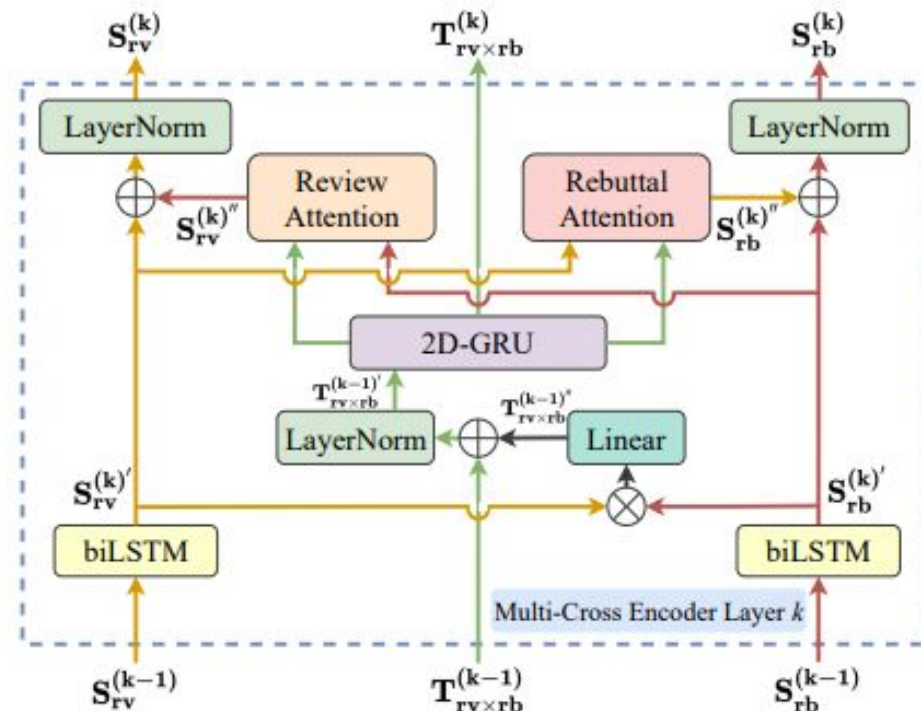 S_rv^(k) T_rv×rb^(k) S_rb^(k)
LayerNorm LayerNorm
Review Attention
Rebuttal Attention
S_rv^(k)'' S_rb^(k)''
2D-GRU
T_rv×rb^(k−1)' T_rv×rb^(k−1)''
LayerNorm Linear
S_rv^(k)' S_rb^(k)'
biLSTM biLSTM
Multi-Cross Encoder Layer k
S_rv^(k−1) T_rv×rb^(k−1) S_rb^(k−1)